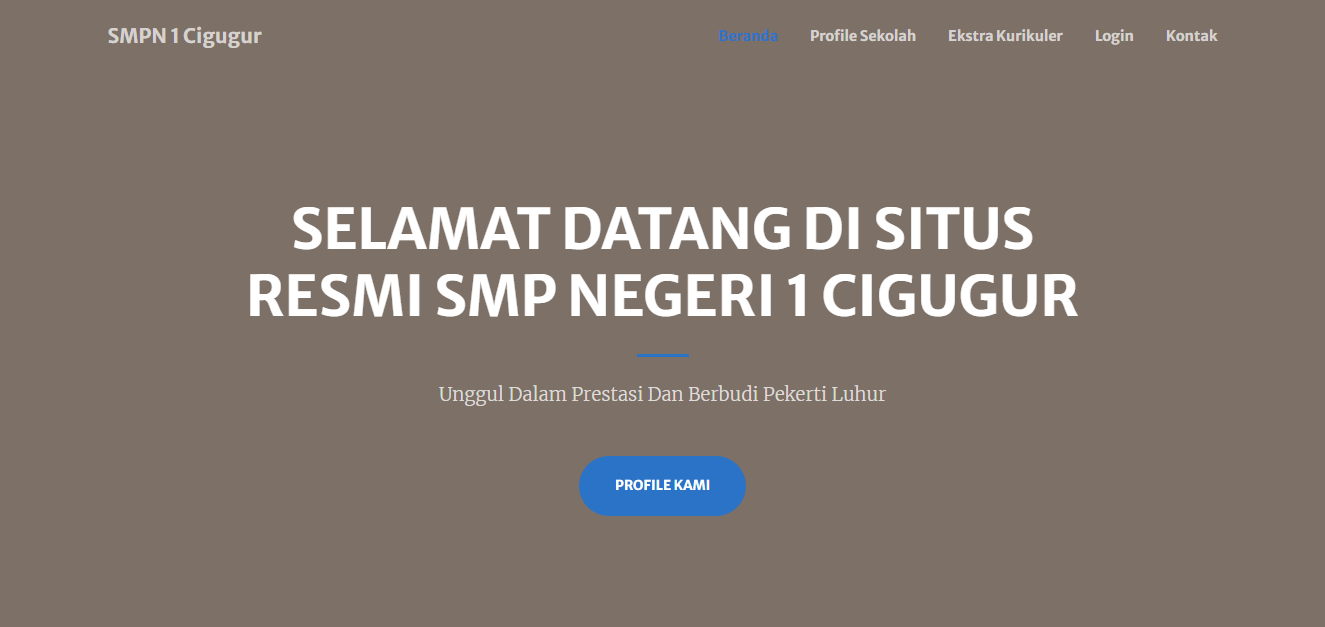 SMPN 1 Cigugur
Beranda
Profile Sekolah
Ekstra Kurikuler
Login
Kontak
SELAMAT DATANG DI SITUS
RESMI SMP NEGERI 1 CIGUGUR
Unggul Dalam Prestasi Dan Berbudi Pekerti Luhur
PROFILE KAMI